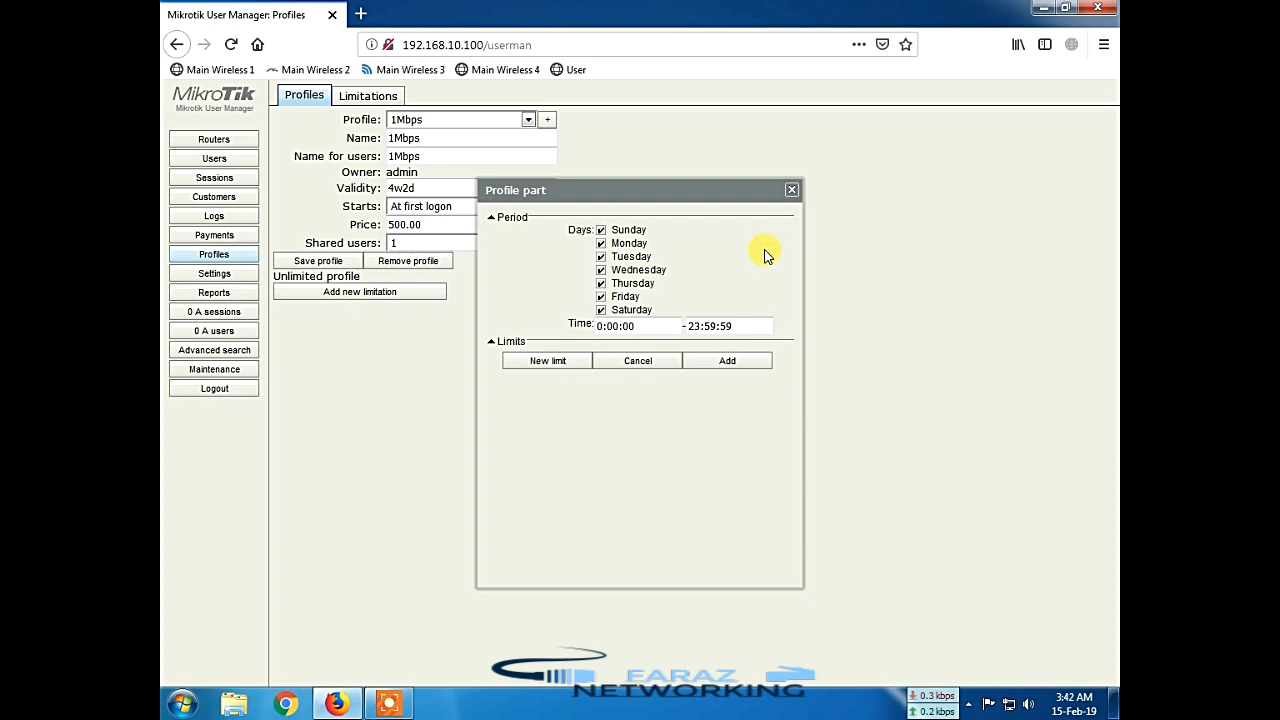 Mikrotik User Manager: Profiles
192.168.10.100/userman
Main Wireless 1
Main Wireless 2
Main Wireless 3
Main Wireless 4
User
MikroTik
Mikrotik User Manager
Routers
Users
Sessions
Customers
Logs
Payments
Profiles
Settings
Reports
0 A sessions
0 A users
Advanced search
Maintenance
Logout
Profiles
Limitations
Profile: 1Mbps +
Name: 1Mbps
Name for users: 1Mbps
Owner: admin
Validity: 4w2d
Starts: At first logon
Price: 500.00
Shared users: 1
Save profile
Remove profile
Unlimited profile
Add new limitation
Profile part
Period
Days: Sunday
Monday
Tuesday
Wednesday
Thursday
Friday
Saturday
Time: 0:00:00 - 23:59:59
Limits
New limit
Cancel
Add
FARAZ
NETWORKING
0.3 kbps
0.2 kbps
3:42 AM
15-Feb-19